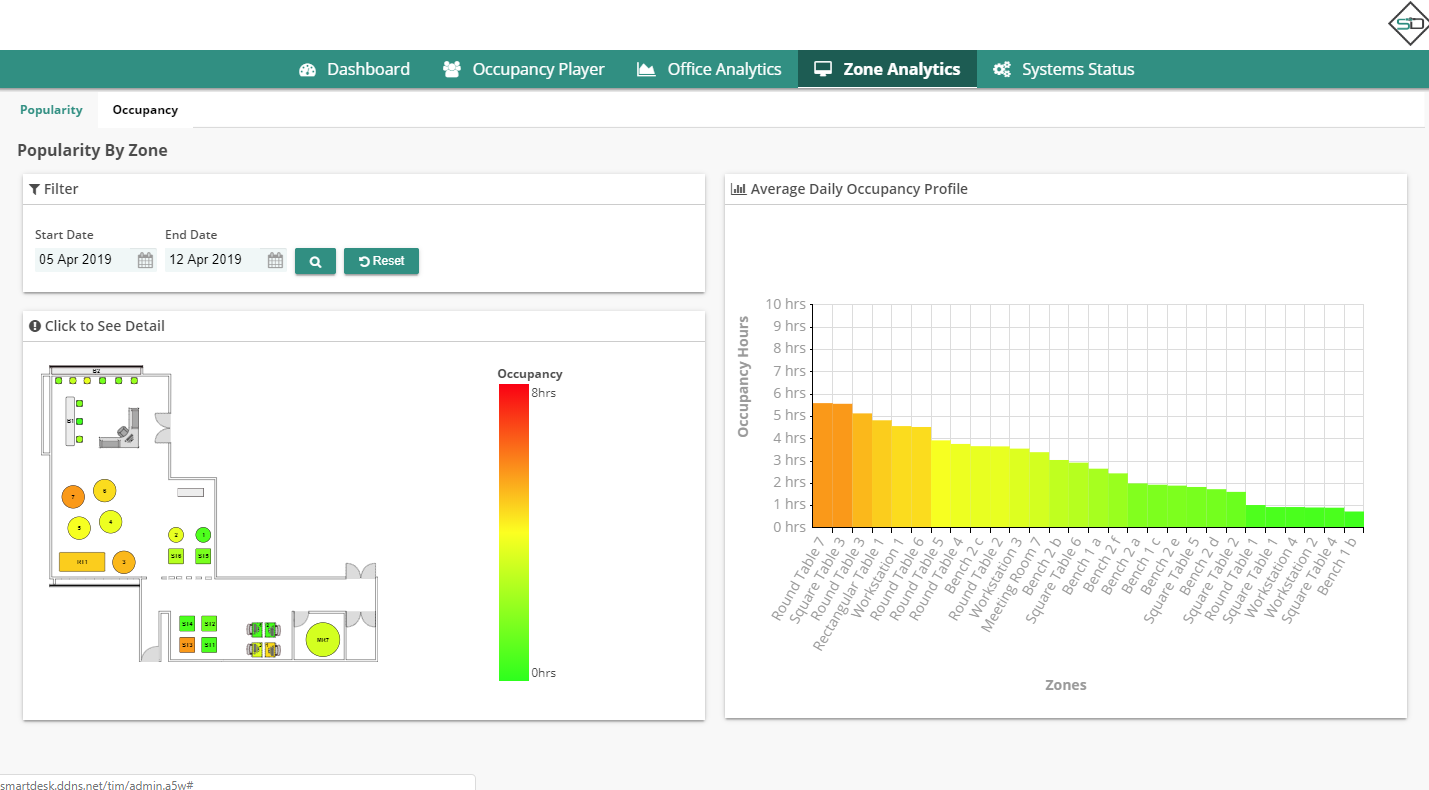 SD
Dashboard
Occupancy Player
Office Analytics
Zone Analytics
Systems Status
Popularity
Occupancy
Popularity By Zone
Filter
Start Date
End Date
05 Apr 2019
12 Apr 2019
Reset
Click to See Detail
B2
B1
7
6
5
4
3
2
1
S16
S15
S14
S12
S13
S11
MR7
Occupancy
8hrs
0hrs
Average Daily Occupancy Profile
Occupancy Hours
10 hrs
9 hrs
8 hrs
7 hrs
6 hrs
5 hrs
4 hrs
3 hrs
2 hrs
1 hrs
0 hrs
Round Table 7
Square Table 3
Round Table 3
Rectangular Table 1
Workstation 1
Round Table 6
Round Table 5
Round Table 4
Bench 2 c
Round Table 2
Workstation 3
Meeting Room 7
Bench 2 b
Square Table 6
Bench 1 a
Bench 2 f
Bench 2 a
Bench 1 c
Bench 2 e
Square Table 5
Bench 2 d
Square Table 2
Round Table 1
Square Table 1
Workstation 4
Workstation 2
Square Table 4
Bench 1 b
Zones
smartdesk.ddns.net/tim/admin.a5w#